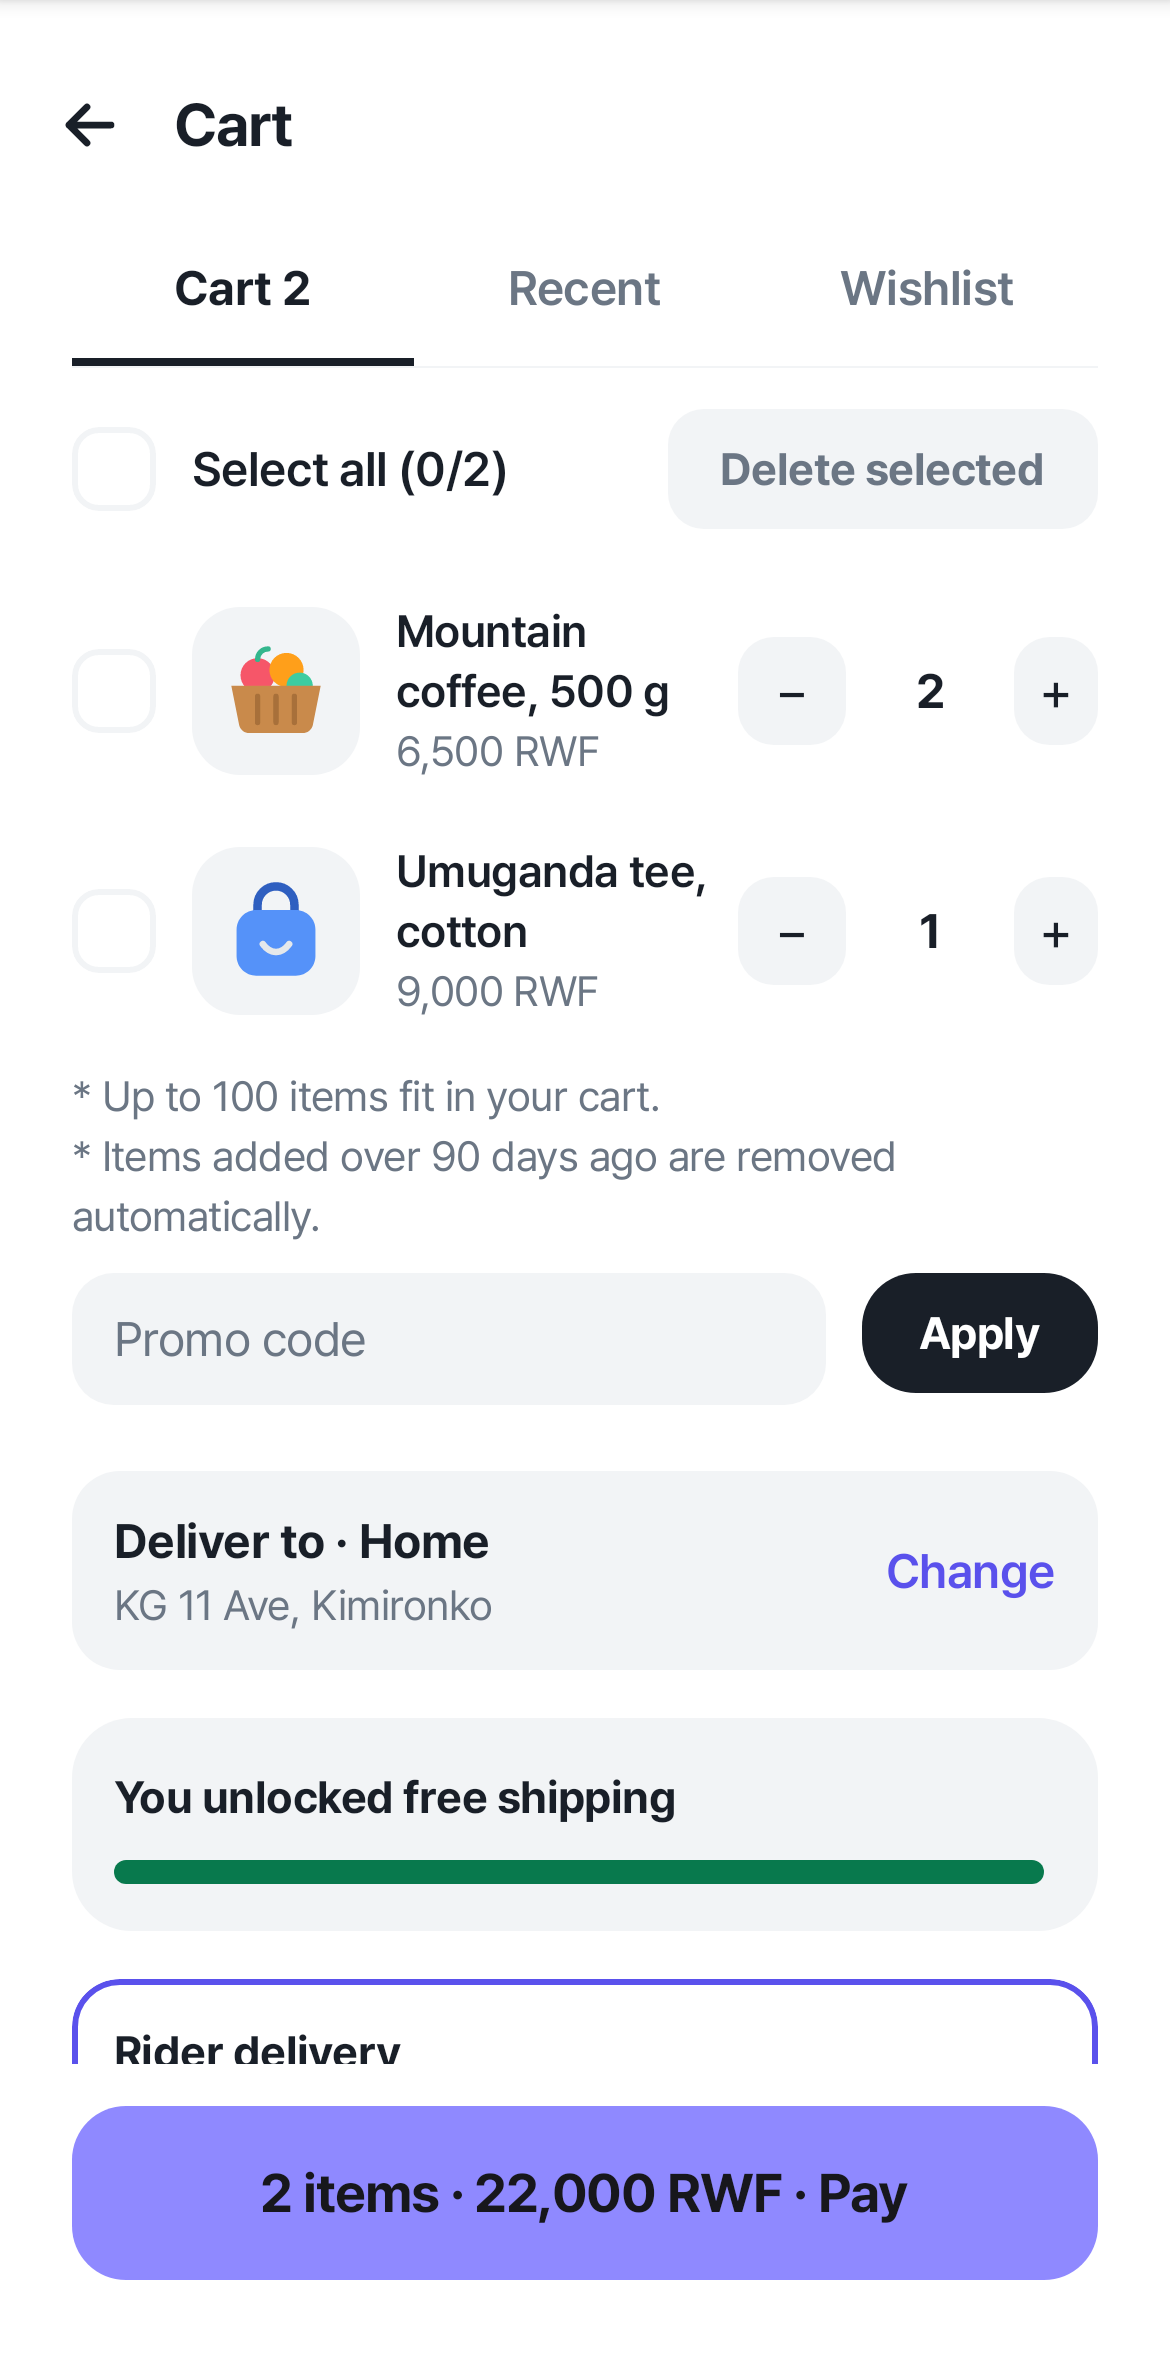 Cart
Cart 2
Recent
Wishlist
Select all (0/2)
Delete selected
Mountain
coffee, 500 g
6,500 RWF
−
2
+
Umuganda tee,
cotton
9,000 RWF
−
1
+
* Up to 100 items fit in your cart.
* Items added over 90 days ago are removed
automatically.
Promo code
Apply
Deliver to · Home
KG 11 Ave, Kimironko
Change
You unlocked free shipping
Rider delivery
2 items · 22,000 RWF · Pay